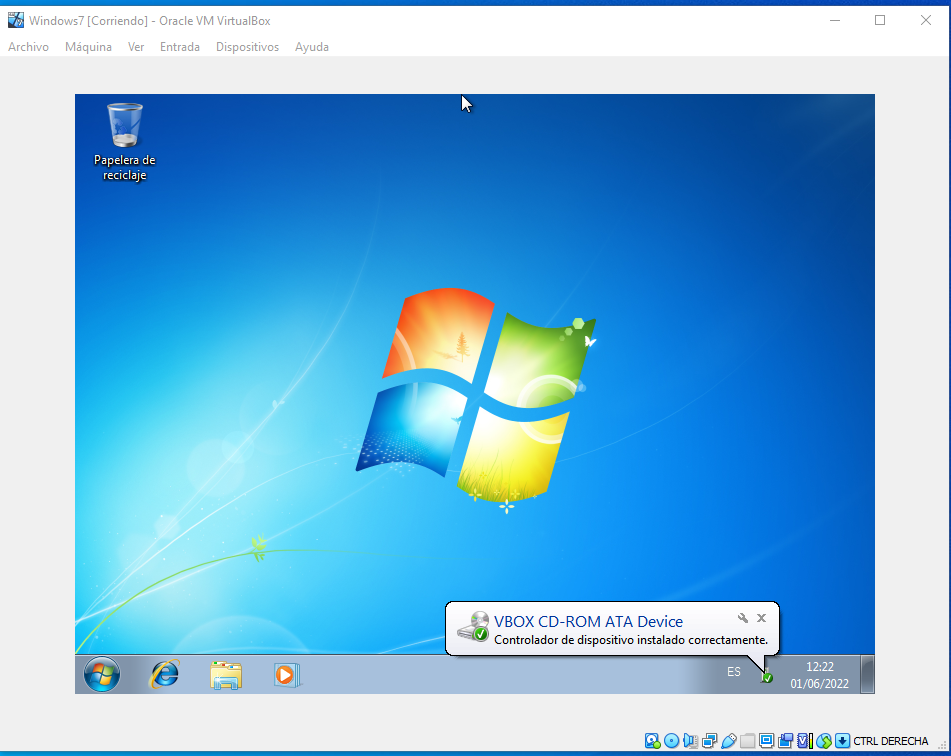 Windows7 [Corriendo] - Oracle VM VirtualBox
Archivo Máquina Ver Entrada Dispositivos Ayuda
Papelera de
reciclaje
VBOX CD-ROM ATA Device
Controlador de dispositivo instalado correctamente.
ES
12:22
01/06/2022
CTRL DERECHA